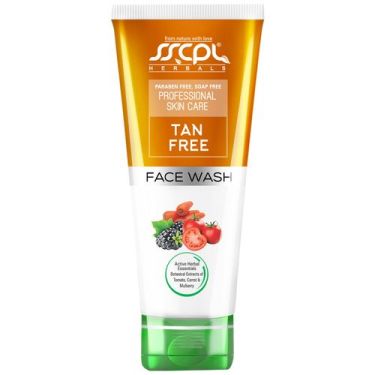 from nature with love
SSCPL
HERBALS
PARABEN FREE, SOAP FREE
PROFESSIONAL
SKIN CARE
TAN
FREE
FACE WASH
Active Herbal
Essentials
Botanical Extracts of
Tomato, Carrot &
Mulberry